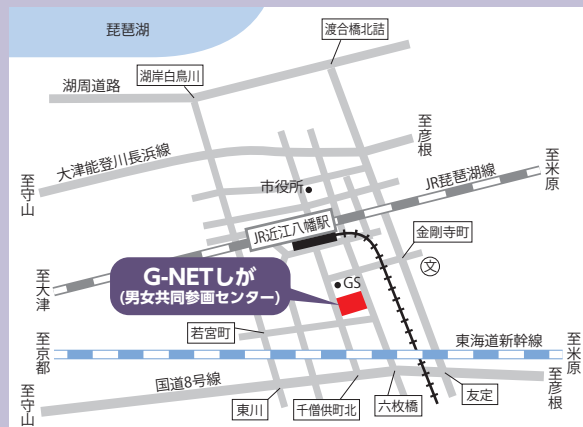 琵琶湖
渡合橋北詰
湖岸白鳥川
湖周道路
大津能登川長浜線
至彦根
至米原
至守山
市役所
JR琵琶湖線
JR近江八幡駅
金剛寺町
文
至大津
G-NETしが
(男女共同参画センター)
GS
若宮町
東海道新幹線
至京都
至米原
国道8号線
至守山
東川
千僧供町北
六枚橋
友定
至彦根